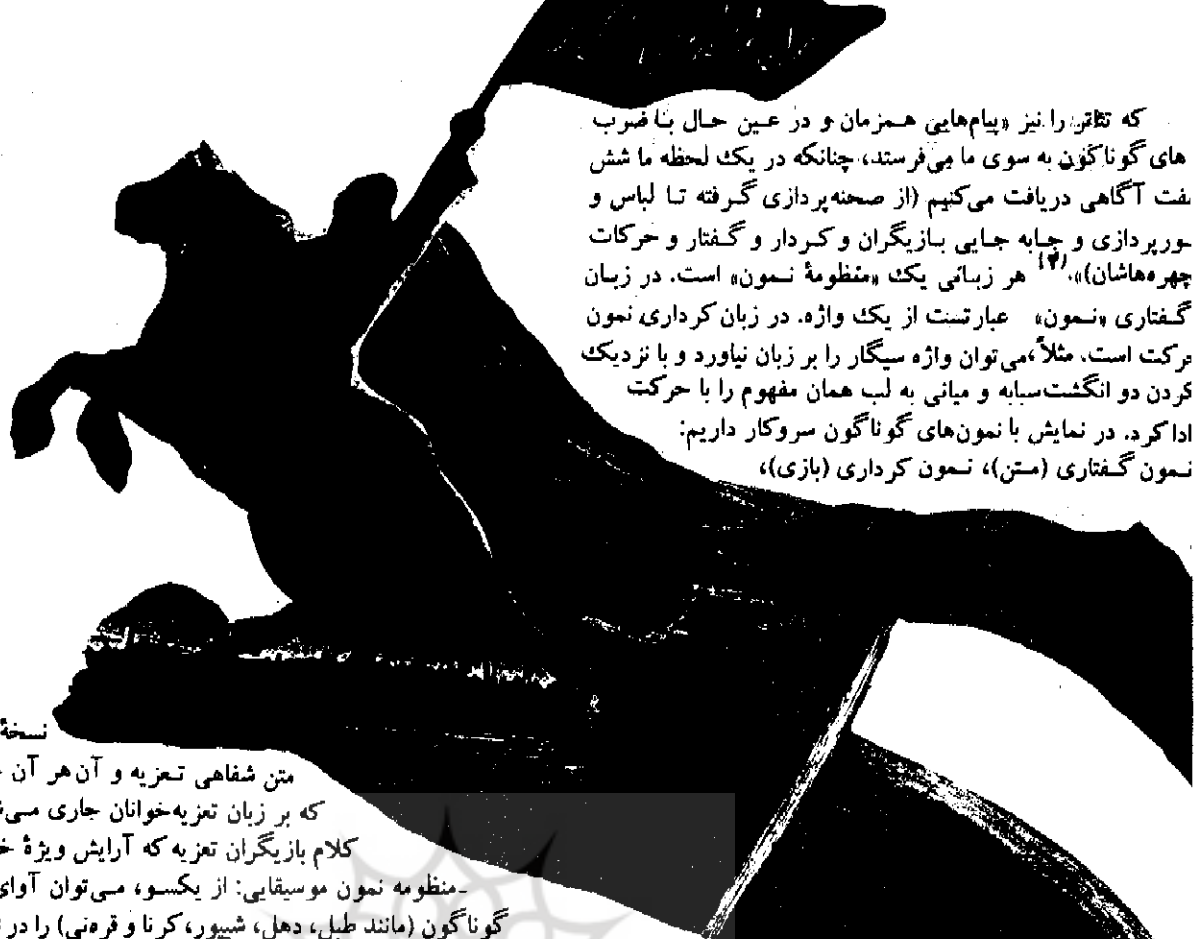 که تئاتر را نیز «پیام‌هایی همزمان و در عین حال با ضرب
های گوناگون به سوی ما می‌فرستد، چنانکه در یک لحظه ما شش
آگاهی دریافت می‌کنیم (از صحنه‌پردازی گرفته تا لباس و
ورپردازی و جابه جایی بازیگران و کردار و گفتار و حرکات
چهره‌هاشان)». هر زبانی یک «منظومهٔ نمون» است. در زبان
گفتاری «نمون» عبارتست از یک واژه. در زبان کرداری نمون
حرکت است. مثلاً، می‌توان واژه سیگار را بر زبان نیاورد و با نزدیک
کردن دو انگشت سبابه و میانی به لب همان مفهوم را با حرکت
ادا کرد. در نمایش با نمون‌های گوناگون سروکار داریم:
نمون گفتاری (متن)، نمون کرداری (بازی)،
نسخهٔ
متن شفاهی تعزیه و آن هر آن
که بر زبان تعزیه‌خوانان جاری
کلام بازیگران تعزیه که آرایش ویژهٔ
-منظومه نمون موسیقایی: از یکسو، می‌توان آوای
گوناگون (مانند طبل، دهل، شیپور، کرنا و قره‌نی) را در